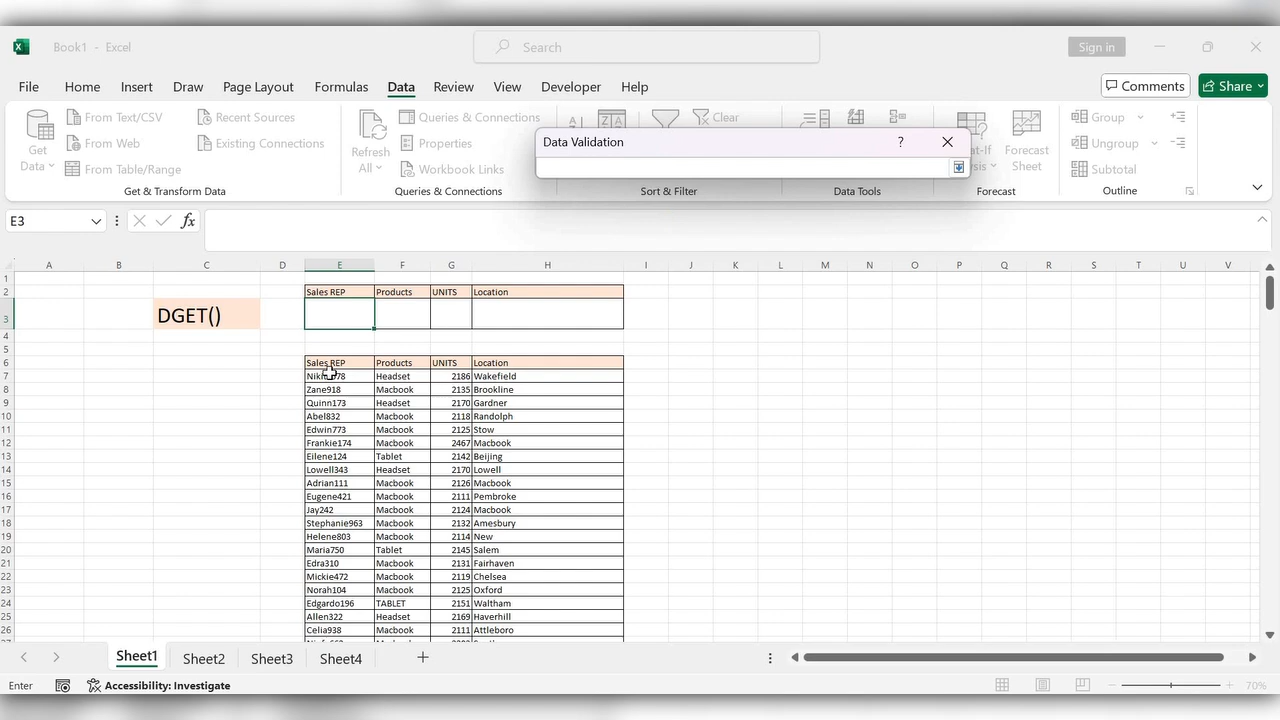 Book1 - Excel
Search
Sign in
File Home Insert Draw Page Layout Formulas Data Review View Developer Help
Comments Share
Get Data
From Text/CSV
From Web
From Table/Range
Recent Sources
Existing Connections
Get & Transform Data
Refresh All
Queries & Connections
Properties
Workbook Links
Queries & Connections
Clear
Sort & Filter
Data Tools
Forecast Sheet
Forecast
Group
Ungroup
Subtotal
Outline
Data Validation ?
E3 fx
A B C D E F G H I J K L M N O P Q R S T U V
1
2 Sales REP Products UNITS Location
3 DGET()
4
5
6 Sales REP Products UNITS Location
7 Headset 2186 Wakefield
8 Zane918 Macbook 2135 Brookline
9 Quinn173 Headset 2170 Gardner
10 Abel832 Macbook 2118 Randolph
11 Edwin773 Macbook 2125 Stow
12 Frankie174 Macbook 2467 Macbook
13 Eilene124 Tablet 2142 Beijing
14 Lowell343 Headset 2170 Lowell
15 Adrian111 Macbook 2126 Macbook
16 Eugene421 Macbook 2111 Pembroke
17 Jay242 Macbook 2124 Macbook
18 Stephanie963 Macbook 2132 Amesbury
19 Helene803 Macbook 2114 New
20 Maria750 Tablet 2145 Salem
21 Edra310 Macbook 2131 Fairhaven
22 Mickie472 Macbook 2119 Chelsea
23 Norah104 Macbook 2125 Oxford
24 Edgardo196 TABLET 2151 Waltham
25 Allen322 Headset 2169 Haverhill
26 Celia938 Macbook 2111 Attleboro
Sheet1 Sheet2 Sheet3 Sheet4
Enter Accessibility: Investigate 70%